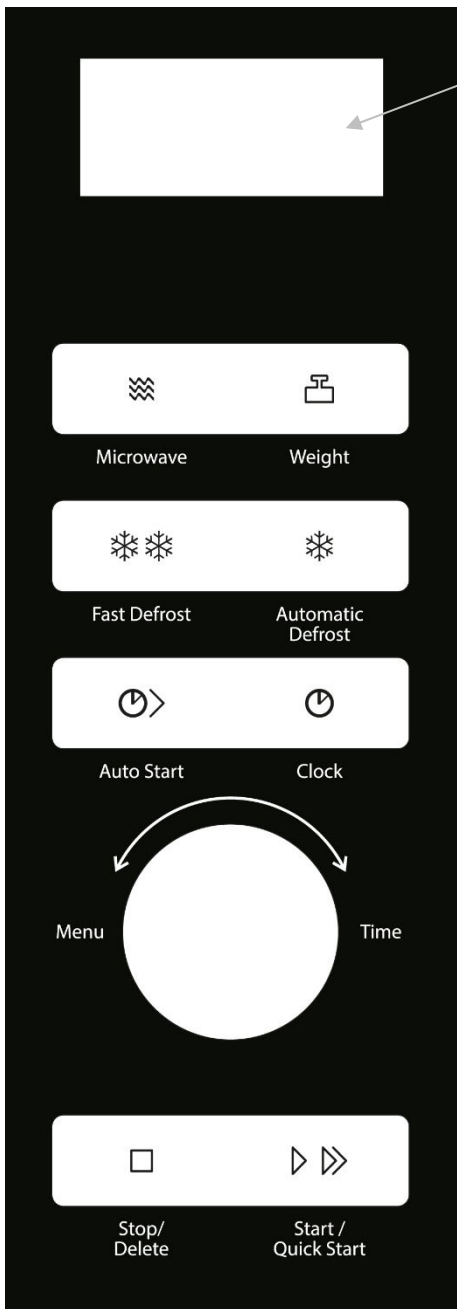 Microwave Weight
Fast Defrost Automatic
Defrost
Auto Start Clock
Menu Time
Stop/ Start /
Delete Quick Start